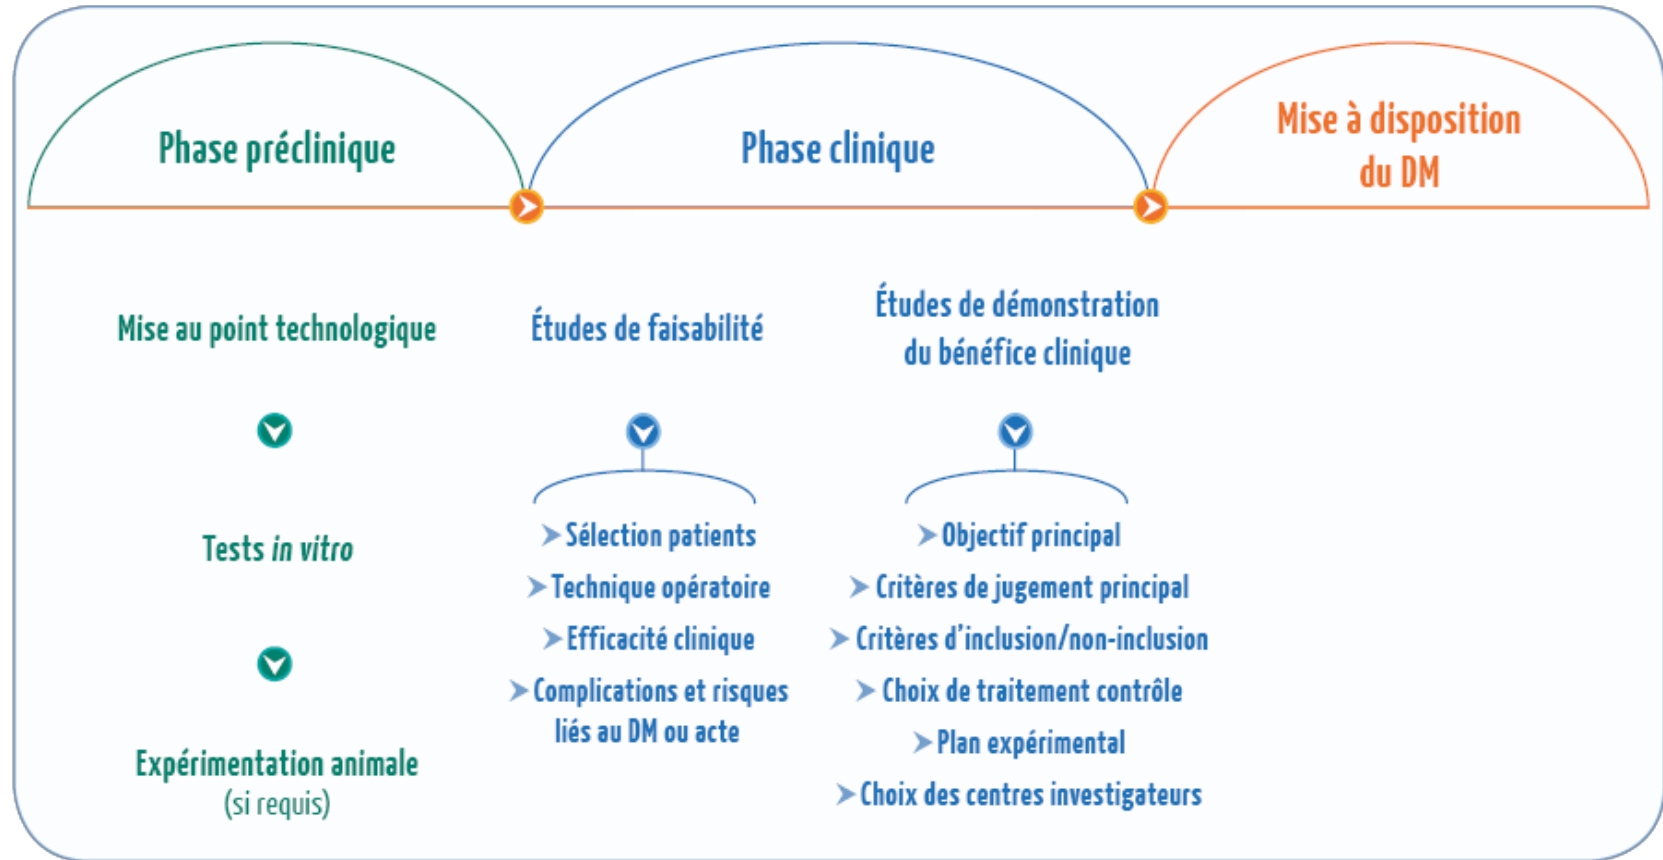 Phase préclinique
Phase clinique
Mise à disposition
du DM
Mise au point technologique
Tests in vitro
Expérimentation animale
(si requis)
Études de faisabilité
Sélection patients
Technique opératoire
Efficacité clinique
Complications et risques
liés au DM ou acte
Études de démonstration
du bénéfice clinique
Objectif principal
Critères de jugement principal
Critères d’inclusion/non-inclusion
Choix de traitement contrôle
Plan expérimental
Choix des centres investigateurs